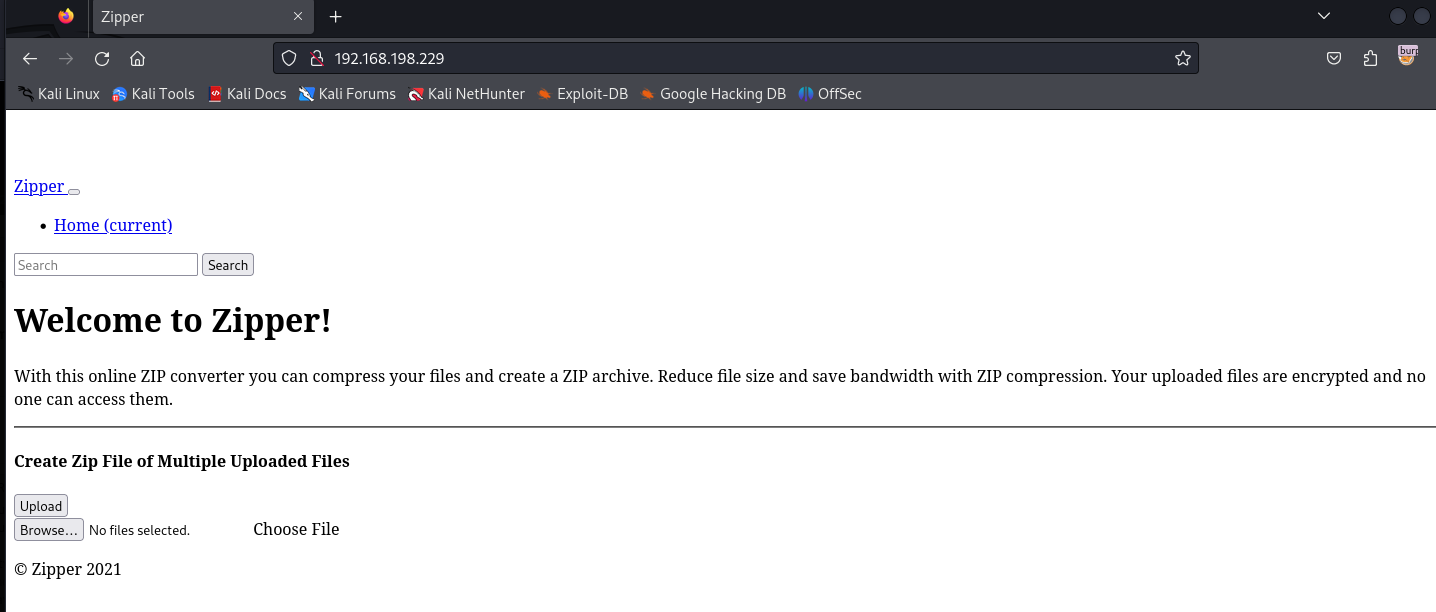 Zipper
192.168.198.229
burp
Kali Linux Kali Tools Kali Docs Kali Forums Kali NetHunter Exploit-DB Google Hacking DB OffSec
Zipper
Home (current)
Search Search
Welcome to Zipper!
With this online ZIP converter you can compress your files and create a ZIP archive. Reduce file size and save bandwidth with ZIP compression. Your uploaded files are encrypted and no
one can access them.
Create Zip File of Multiple Uploaded Files
Upload
Browse... No files selected. Choose File
© Zipper 2021